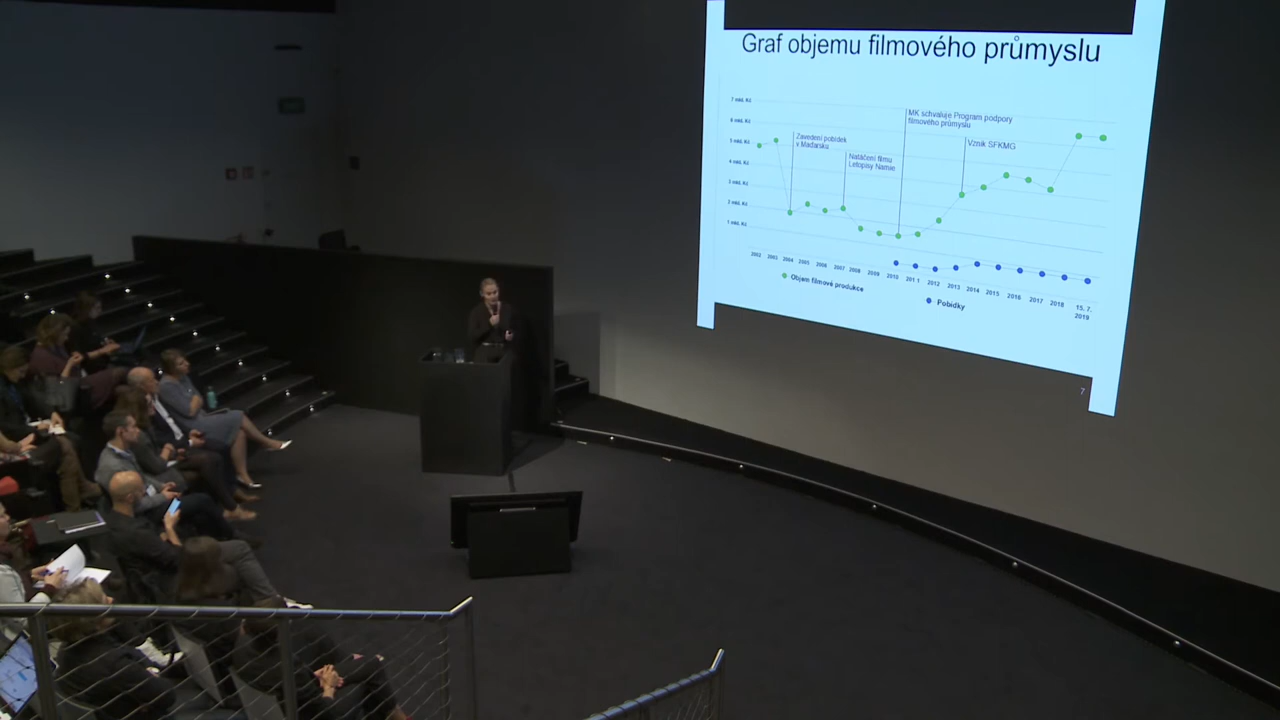 Graf objemu filmového průmyslu
7 mld. Kč
6 mld. Kč
5 mld. Kč
4 mld. Kč
3 mld. Kč
2 mld. Kč
1 mld. Kč
Zavedení pobídek
v Maďarsku
Natáčení filmu
Letopisy Narnie
MK schvaluje Program podpory
filmového průmyslu
Vznik SFKMG
2002 2003 2004 2005 2006 2007 2008 2009 2010 2011 2012 2013 2014 2015 2016 2017 2018 15. 7.
2019
Objem filmové produkce
Pobídky
7